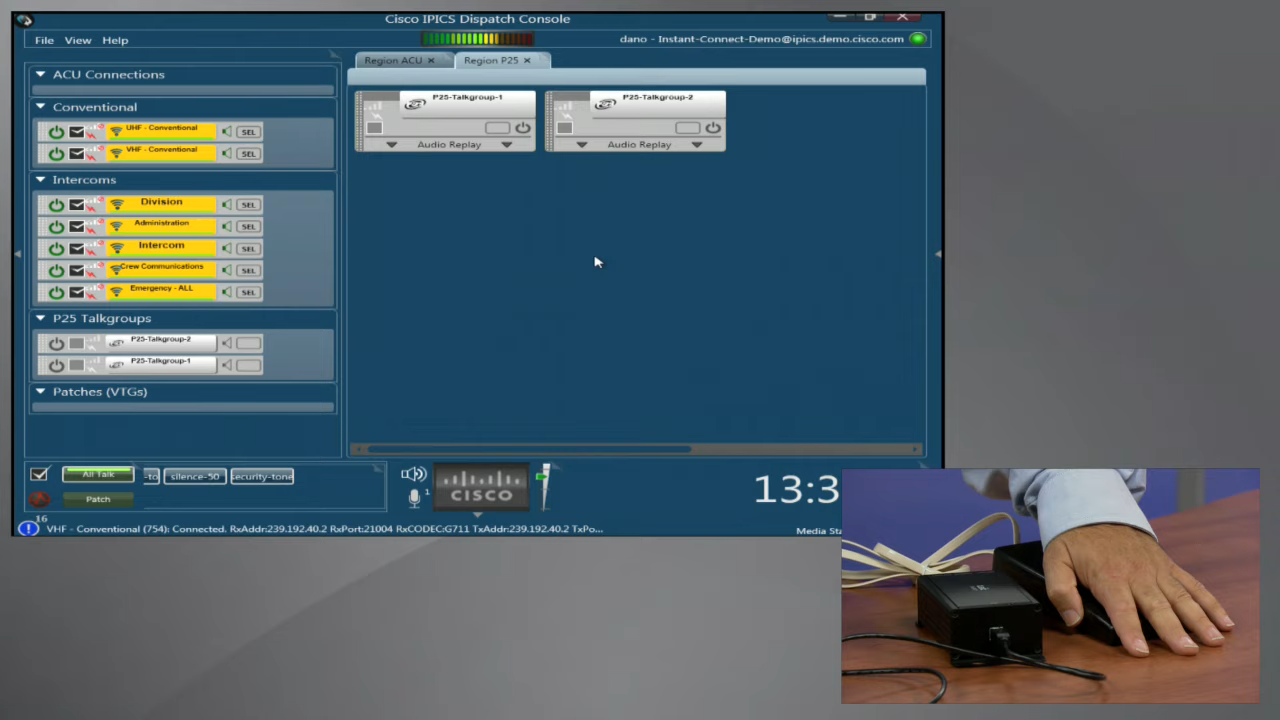 Cisco IPICS Dispatch Console
File View Help
dano - Instant-Connect-Demo@ipics.demo.cisco.com
ACU Connections
Conventional
UHF - Conventional SEL
VHF - Conventional SEL
Intercoms
Division SEL
Administration SEL
Intercom SEL
Crew Communications SEL
Emergency - ALL SEL
P25 Talkgroups
P25-Talkgroup-2
P25-Talkgroup-1
Patches (VTGs)
Region ACU Region P25
P25-Talkgroup-1
Audio Replay
P25-Talkgroup-2
Audio Replay
All Talk -to silence-50 security-tone
Patch
1
CISCO
13:3
16
VHF - Conventional (754): Connected. RxAddr:239.192.40.2 RxPort:21004 RxCODEC:G711 TxAddr:239.192.40.2 TxPo...
Media Sta